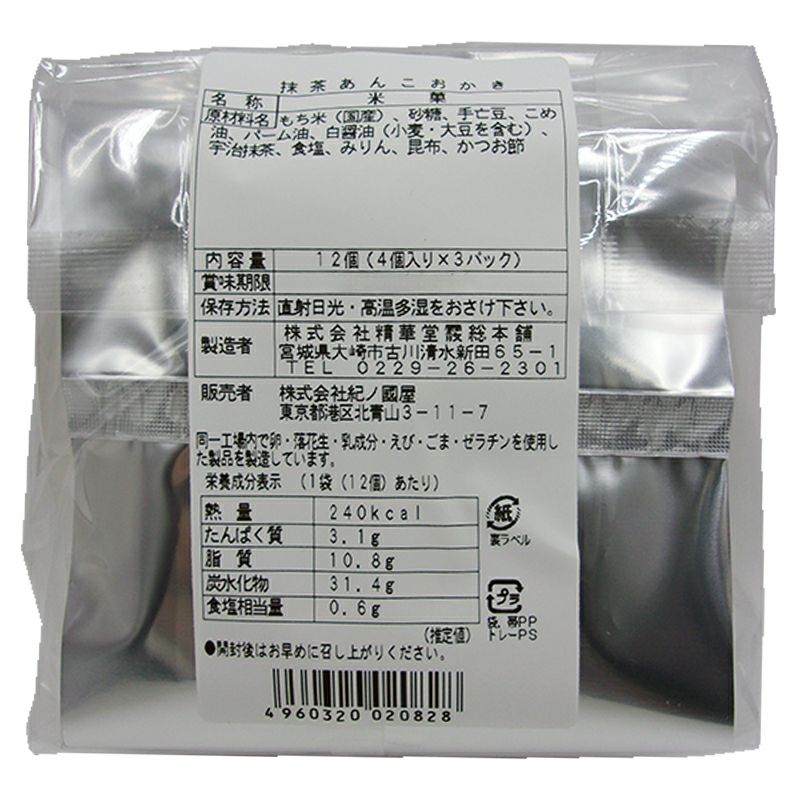 抹茶あんこおかき
名称 米菓
原材料名 もち米（国産）、砂糖、手亡豆、こめ
油、パーム油、白醤油（小麦・大豆を含む）、
宇治抹茶、食塩、みりん、昆布、かつお節
内容量 12個（4個入り×3パック）
賞味期限
保存方法 直射日光・高温多湿をおさけ下さい。
製造者 株式会社精華堂霰総本舗
宮城県大崎市古川清水新田65-1
TEL 0229-26-2301
販売者 株式会社紀ノ國屋
東京都港区北青山3-11-7
同一工場内で卵・落花生・乳成分・えび・ごま・ゼラチンを使用し
た製品を製造しています。
栄養成分表示 （1袋（12個）あたり）
熱量 240kcal
たんぱく質 3.1g
脂質 10.8g
炭水化物 31.4g
食塩相当量 0.6g
（推定値）
紙
裏ラベル
プラ
袋、帯PP
トレーPS
●開封後はお早めに召し上がりください。
4960320020828